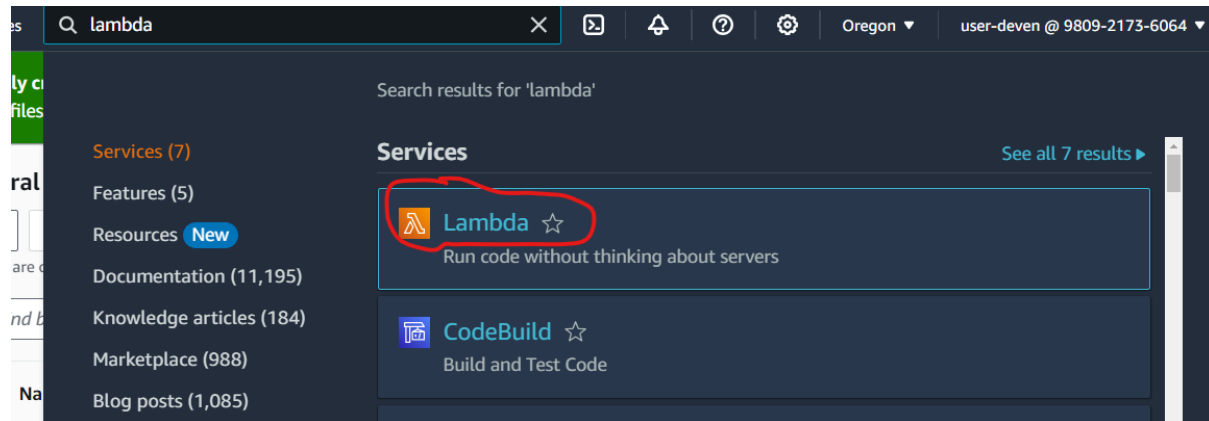 es lambda Oregon ▼ user-deven @ 9809-2173-6064 ▼
ly cr
files
Search results for 'lambda'
Services (7)
Features (5)
Resources New
Documentation (11,195)
Knowledge articles (184)
Marketplace (988)
Blog posts (1,085)
Services
See all 7 results ▶
Lambda
Run code without thinking about servers
CodeBuild
Build and Test Code
ral
are c
nd b
Na